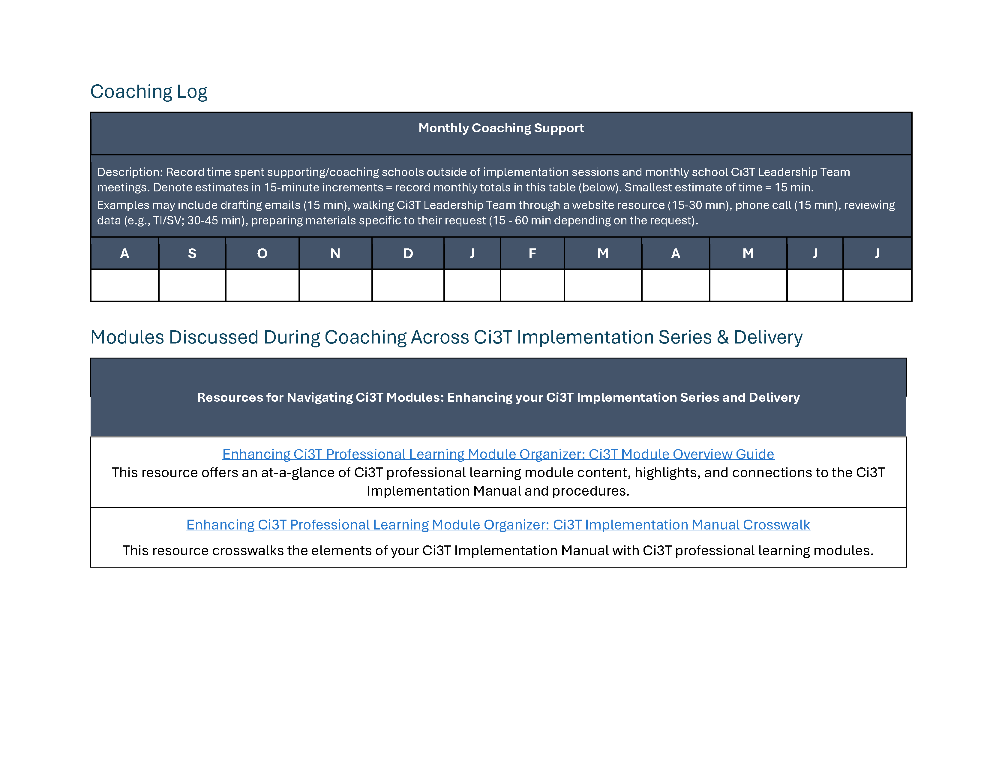 Coaching Log
Monthly Coaching Support
Description: Record time spent supporting/coaching schools outside of implementation sessions and monthly school Ci3T Leadership Team
meetings. Denote estimates in 15-minute increments = record monthly totals in this table (below). Smallest estimate of time = 15 min.
Examples may include drafting emails (15 min), walking Ci3T Leadership Team through a website resource (15-30 min), phone call (15 min), reviewing
data (e.g., TI/SV; 30-45 min), preparing materials specific to their request (15 - 60 min depending on the request).
A S O N D J F M A M J J
Modules Discussed During Coaching Across Ci3T Implementation Series & Delivery
Resources for Navigating Ci3T Modules: Enhancing your Ci3T Implementation Series and Delivery
Enhancing Ci3T Professional Learning Module Organizer: Ci3T Module Overview Guide
This resource offers an at-a-glance of Ci3T professional learning module content, highlights, and connections to the Ci3T
Implementation Manual and procedures.
Enhancing Ci3T Professional Learning Module Organizer: Ci3T Implementation Manual Crosswalk
This resource crosswalks the elements of your Ci3T Implementation Manual with Ci3T professional learning modules.